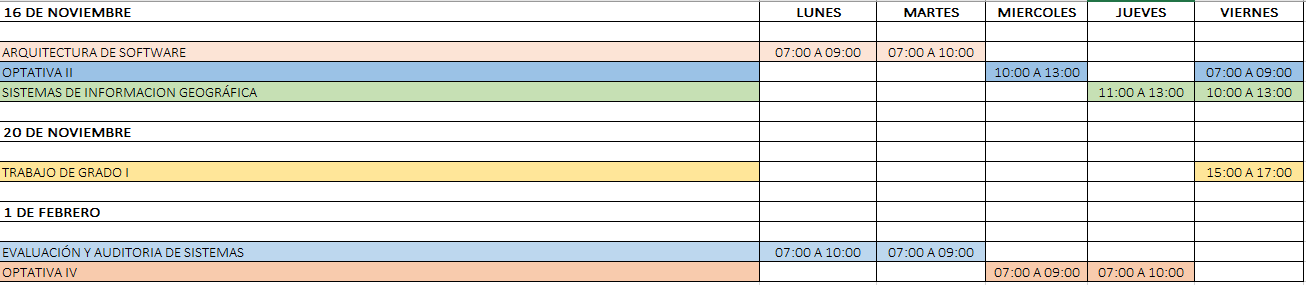 16 DE NOVIEMBRE LUNES MARTES MIERCOLES JUEVES VIERNES
ARQUITECTURA DE SOFTWARE 07:00 A 09:00 07:00 A 10:00
OPTATIVA II 10:00 A 13:00 07:00 A 09:00
SISTEMAS DE INFORMACION GEOGRÁFICA 11:00 A 13:00 10:00 A 13:00
20 DE NOVIEMBRE
TRABAJO DE GRADO I 15:00 A 17:00
1 DE FEBRERO
EVALUACIÓN Y AUDITORIA DE SISTEMAS 07:00 A 10:00 07:00 A 09:00
OPTATIVA IV 07:00 A 09:00 07:00 A 10:00